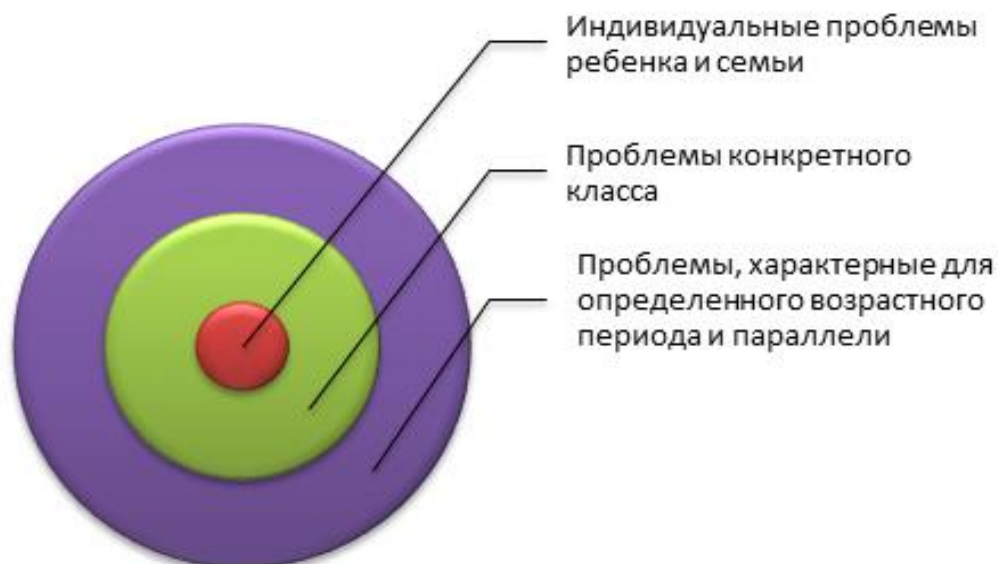 Индивидуальные проблемы
ребенка и семьи
Проблемы конкретного
класса
Проблемы, характерные для
определенного возрастного
периода и параллели